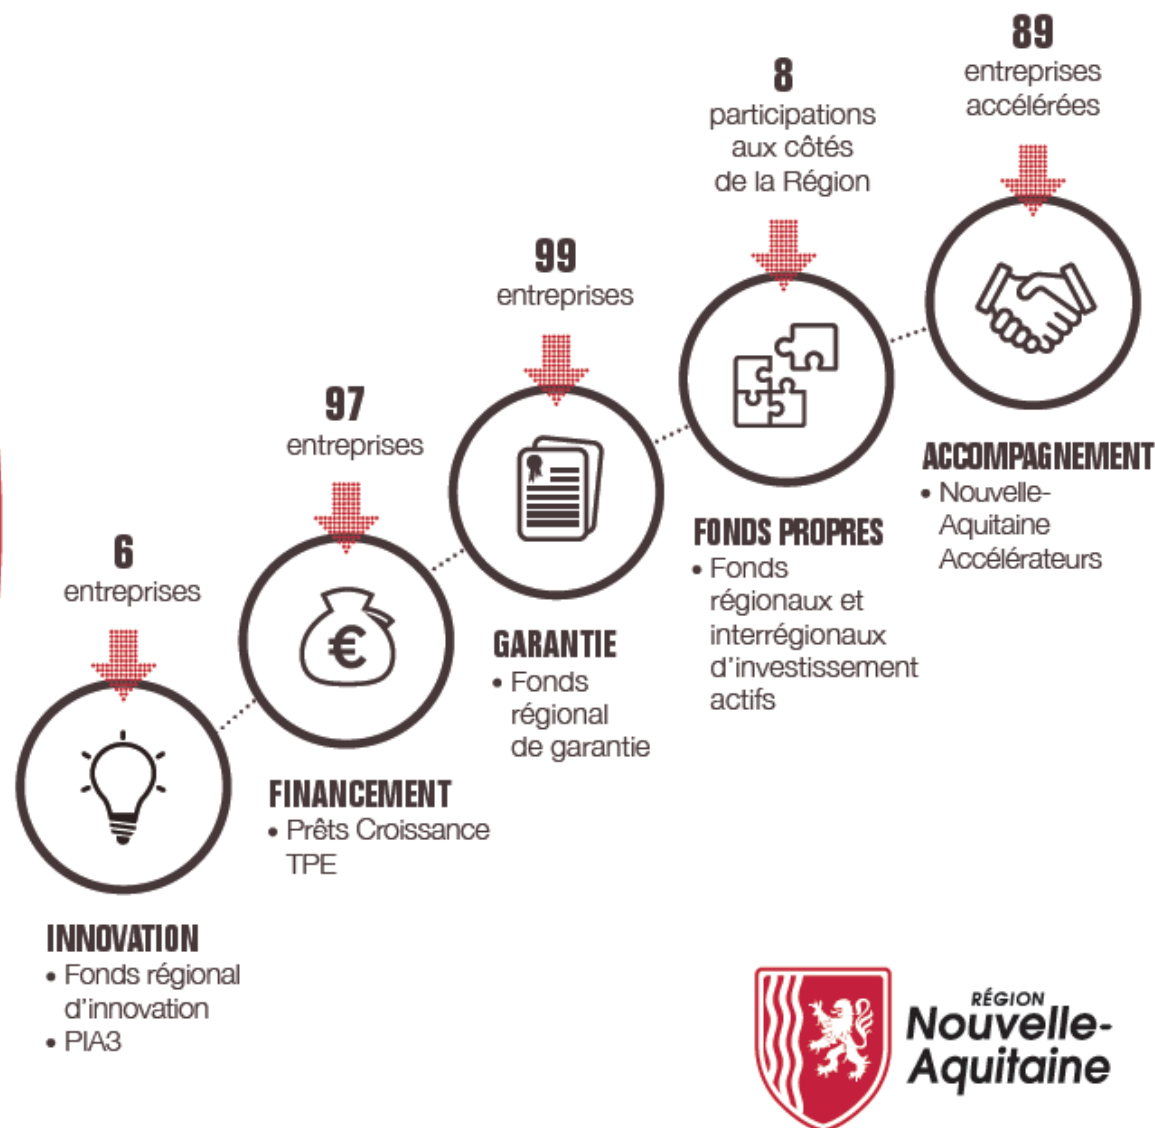 6
entreprises
INNOVATION
• Fonds régional
d'innovation
• PIA3
97
entreprises
€
FINANCEMENT
• Prêts Croissance
TPE
99
entreprises
GARANTIE
• Fonds
régional
de garantie
8
participations
aux côtés
de la Région
FONDS PROPRES
• Fonds
régionaux et
interrégionaux
d'investissement
actifs
89
entreprises
accélérées
ACCOMPAGNEMENT
• Nouvelle-
Aquitaine
Accélérateurs
RÉGION
Nouvelle-
Aquitaine